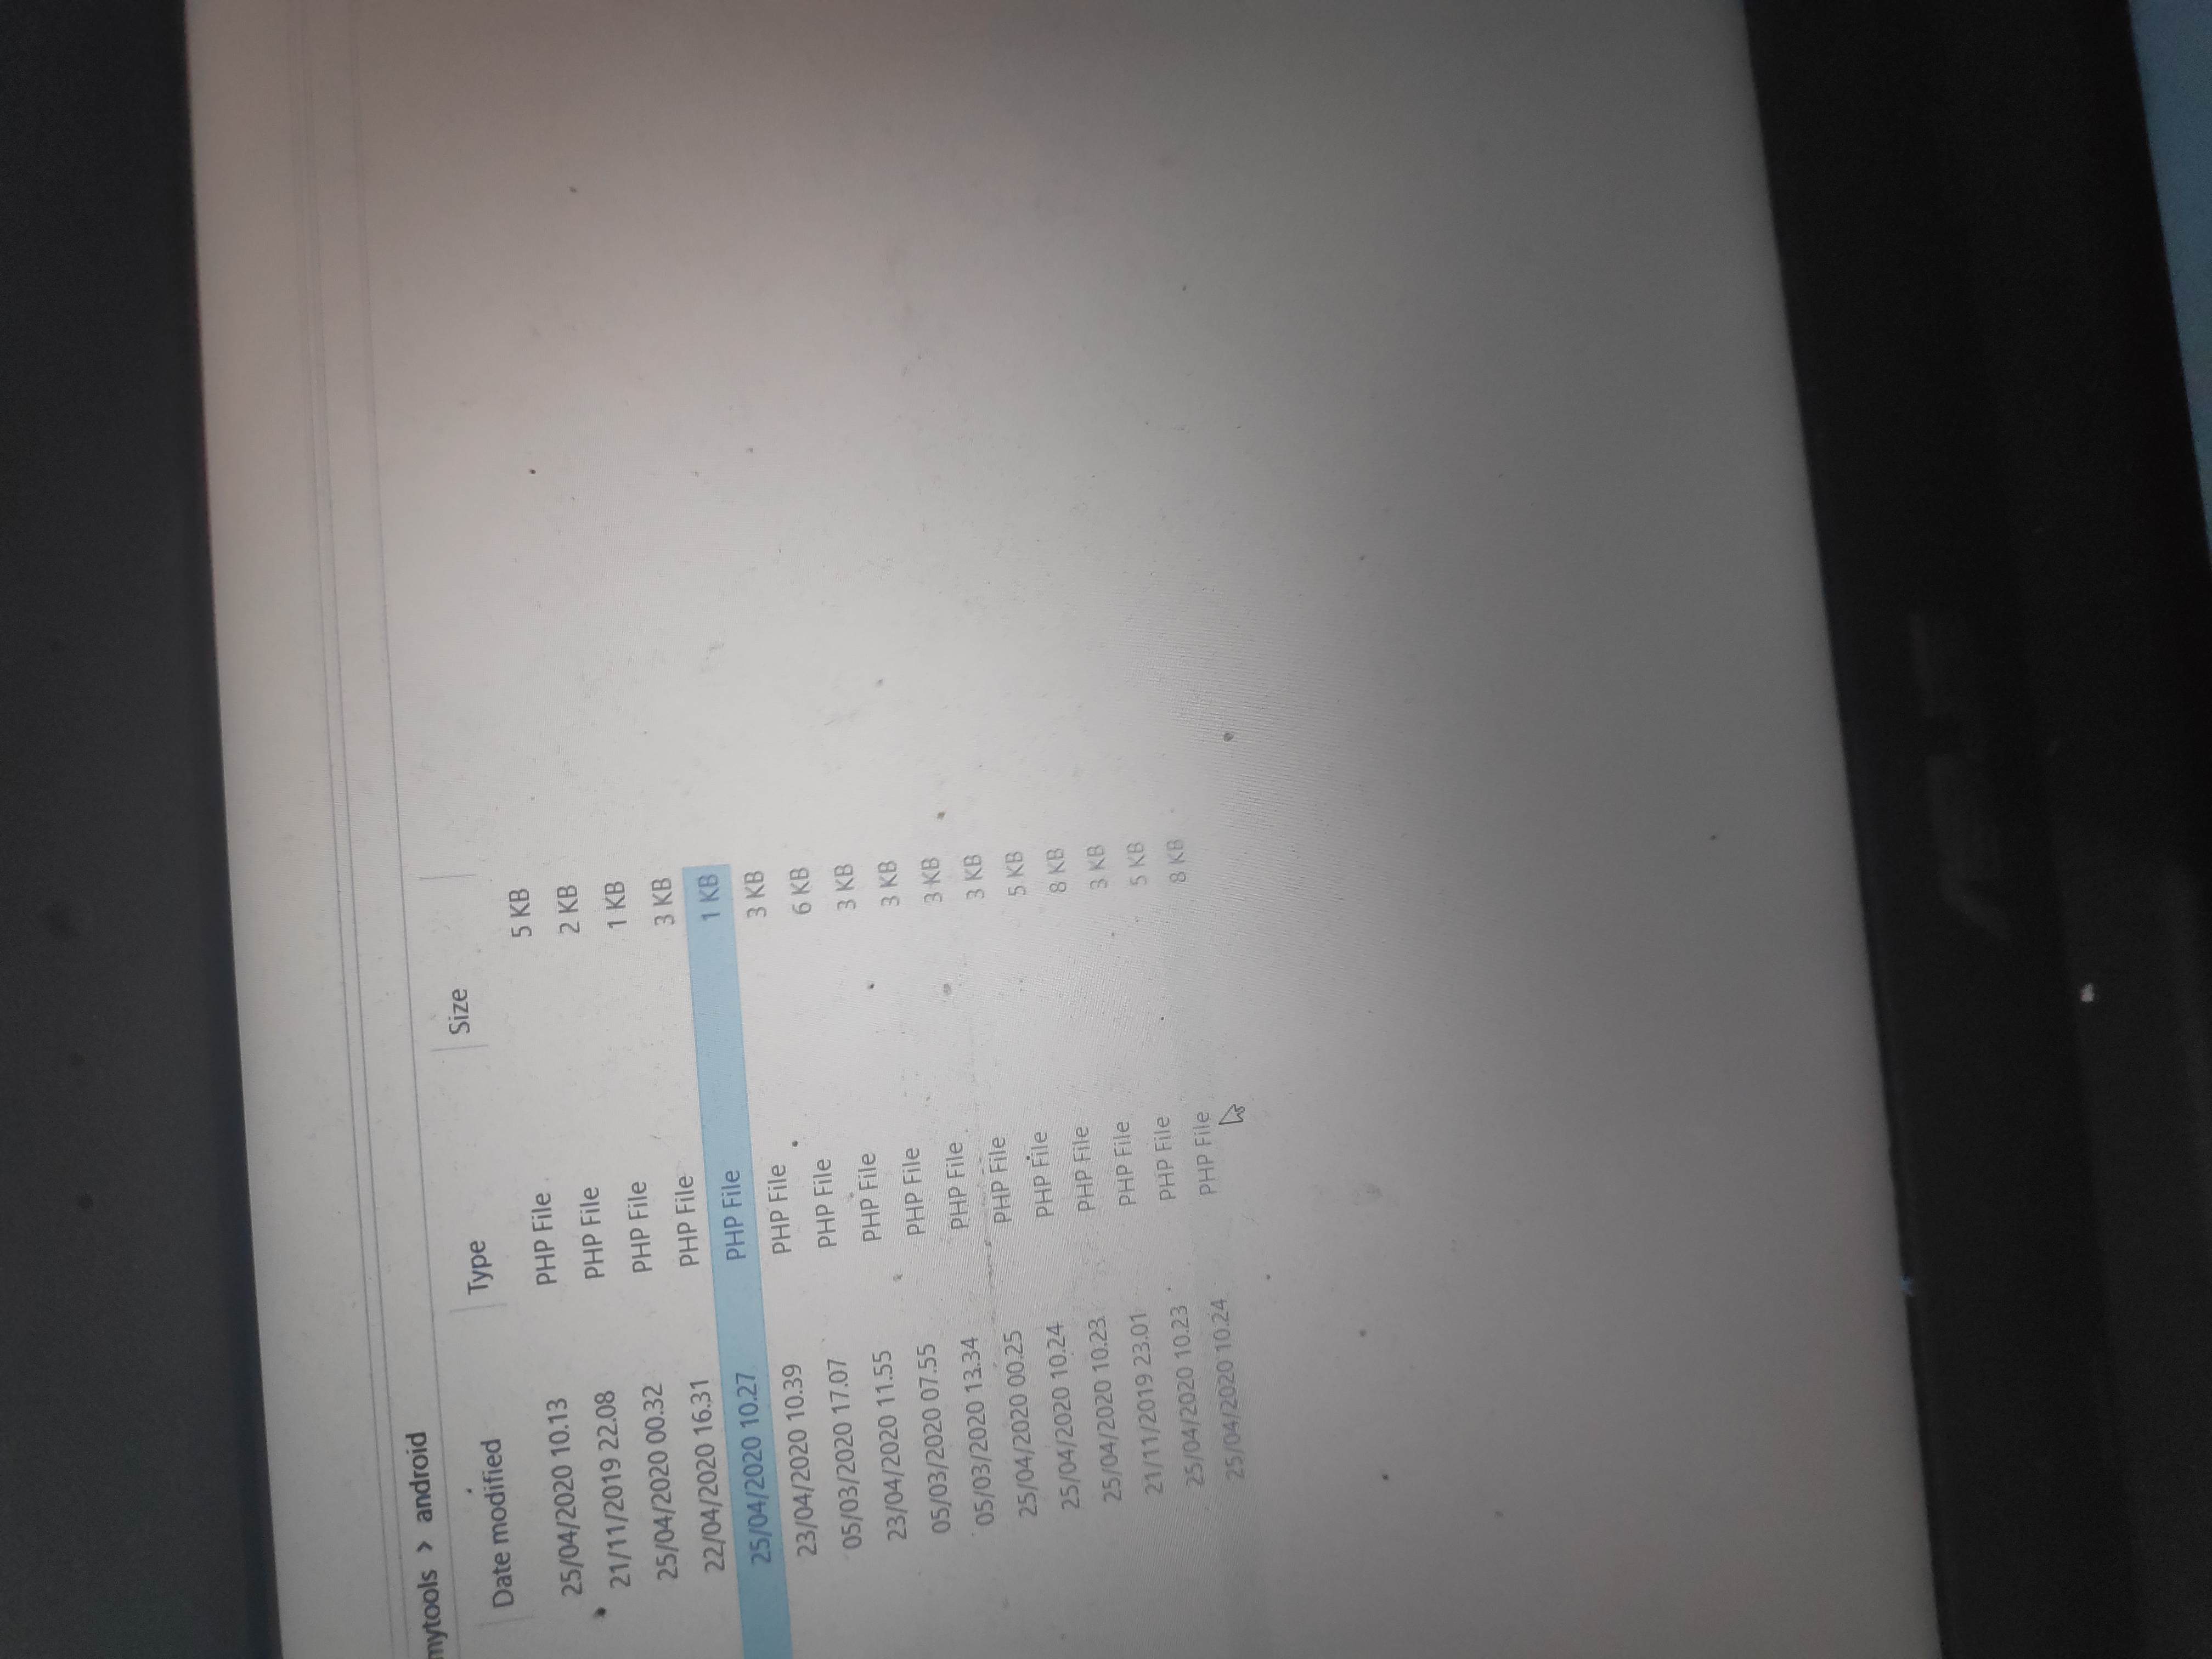 mytools > android
Date modified Type Size
25/04/2020 10.13 PHP File 5 KB
21/11/2019 22.08 PHP File 2 KB
25/04/2020 00.32 PHP File 1 KB
22/04/2020 16.31 PHP File 3 KB
25/04/2020 10.27 PHP File 1 KB
23/04/2020 10.39 PHP File 3 KB
05/03/2020 17.07 PHP File 6 KB
23/04/2020 11.55 PHP File 3 KB
05/03/2020 07.55 PHP File 3 KB
05/03/2020 13.34 PHP File 3 KB
25/04/2020 00.25 PHP File 3 KB
25/04/2020 10.24 PHP File 5 KB
25/04/2020 10.23 PHP File 8 KB
21/11/2019 23.01 PHP File 3 KB
25/04/2020 10.23 PHP File 5 KB
25/04/2020 10.24 PHP File 8 KB
ASUS